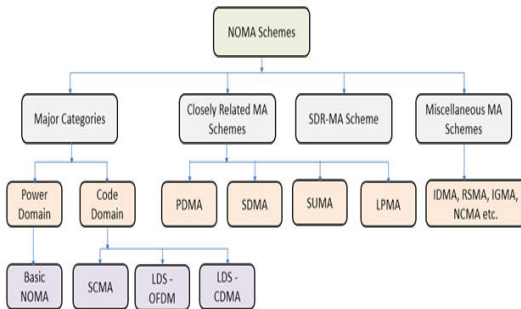 NOMA Schemes
Major Categories
Closely Related MA
Schemes
SDR-MA Scheme
Miscellaneous MA
Schemes
Power
Domain
Code
Domain
PDMA
SDMA
SUMA
LPMA
IDMA, RSMA, IGMA,
NCMA etc.
Basic
NOMA
SCMA
LDS -
OFDM
LDS -
CDMA